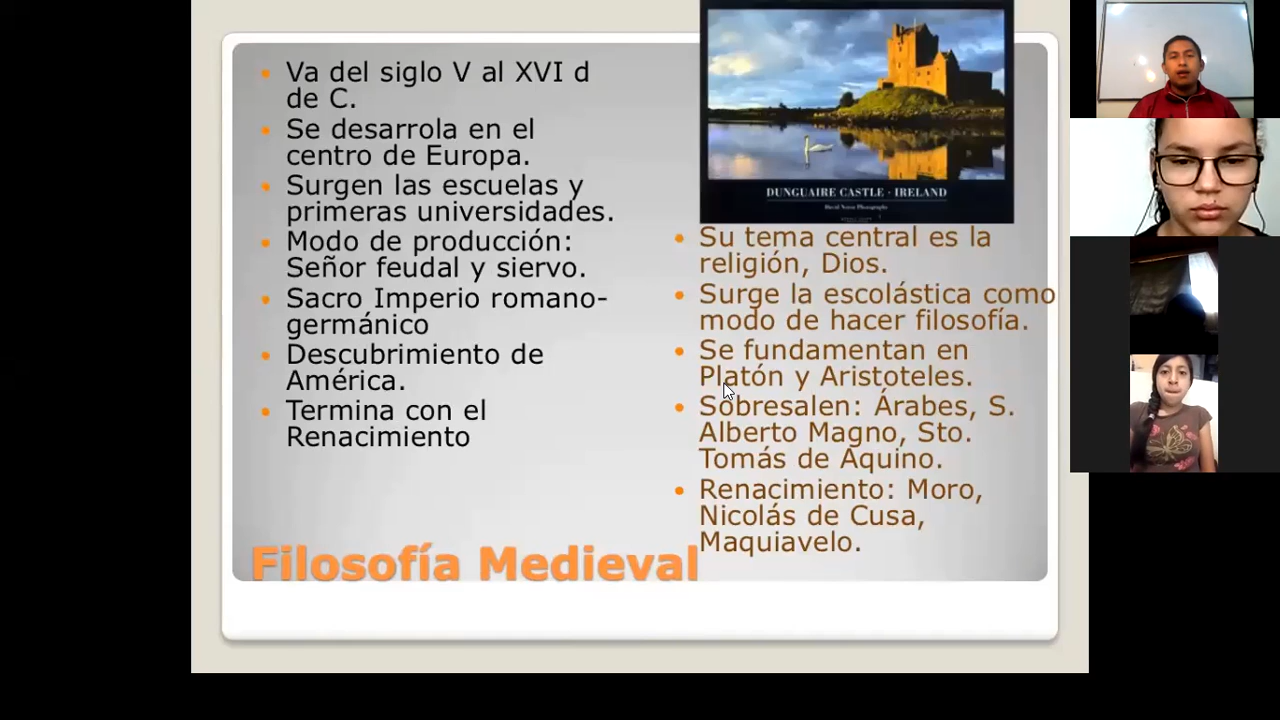 Va del siglo V al XVI d
de C.
Se desarrola en el
centro de Europa.
Surgen las escuelas y
primeras universidades.
Modo de producción:
Señor feudal y siervo.
Sacro Imperio romano-
germánico
Descubrimiento de
América.
Termina con el
Renacimiento
DUNGUAIRE CASTLE · IRELAND
Su tema central es la
religión, Dios.
Surge la escolástica como
modo de hacer filosofía.
Se fundamentan en
Platón y Aristoteles.
Sobresalen: Árabes, S.
Alberto Magno, Sto.
Tomás de Aquino.
Renacimiento: Moro,
Nicolás de Cusa,
Maquiavelo.
Filosofía Medieval